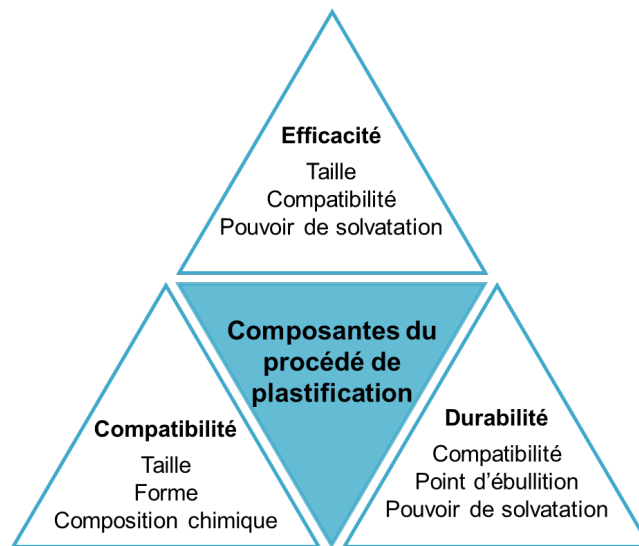 Efficacité
Taille
Compatibilité
Pouvoir de solvatation
Composantes du
procédé de
plastification
Compatibilité
Taille
Forme
Composition chimique
Durabilité
Compatibilité
Point d’ébullition
Pouvoir de solvatation